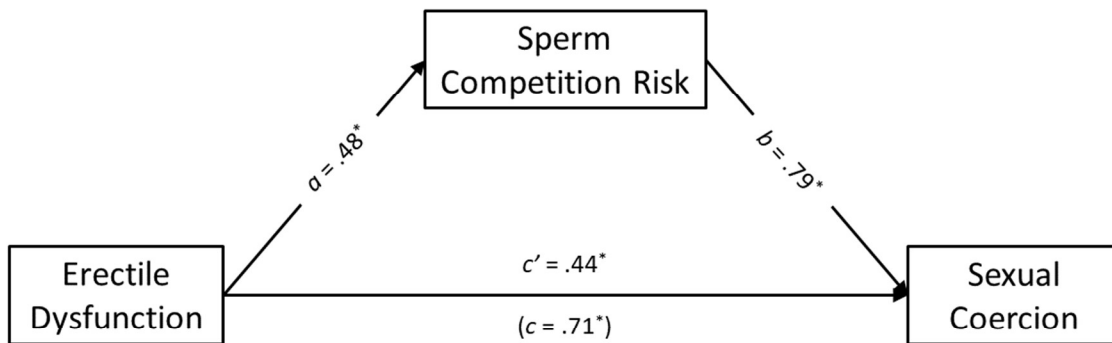 Sperm
Competition Risk
a = .48*
b = .79*
Erectile
Dysfunction
c’ = .44*
(c = .71*)
Sexual
Coercion